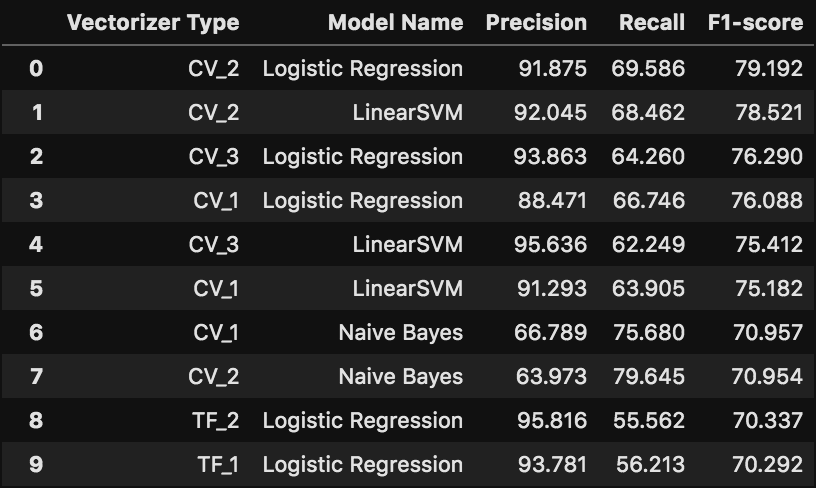 Vectorizer Type Model Name Precision Recall F1-score
0 CV_2 Logistic Regression 91.875 69.586 79.192
1 CV_2 LinearSVM 92.045 68.462 78.521
2 CV_3 Logistic Regression 93.863 64.260 76.290
3 CV_1 Logistic Regression 88.471 66.746 76.088
4 CV_3 LinearSVM 95.636 62.249 75.412
5 CV_1 LinearSVM 91.293 63.905 75.182
6 CV_1 Naive Bayes 66.789 75.680 70.957
7 CV_2 Naive Bayes 63.973 79.645 70.954
8 TF_2 Logistic Regression 95.816 55.562 70.337
9 TF_1 Logistic Regression 93.781 56.213 70.292